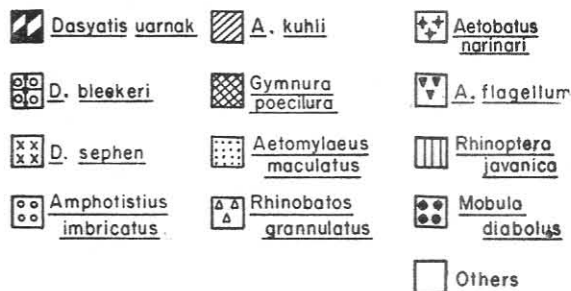 Dasyatis uarnak
D. bleekeri
D. sephen
Amphotistius
imbricatus
A. kuhli
Gymnura
poecilura
Aetomylaeus
maculatus
Rhinobatos
grannulatus
Aetobatus
narinari
A. flagellum
Rhinoptera
javanica
Mobula
diabolus
Others